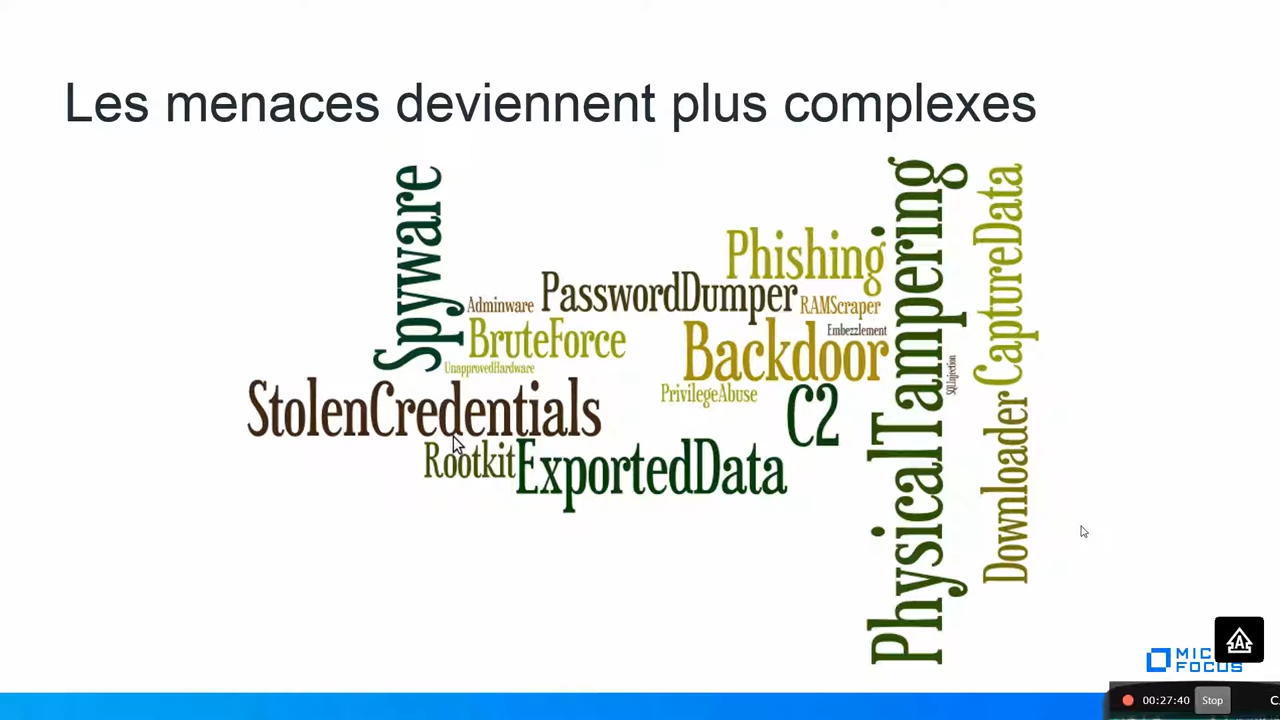 Les menaces deviennent plus complexes
Spyware
Adminware
PasswordDumper
Phishing
RAMScraper
BruteForce
Embezzlement
Backdoor
UnapprovedHardware
PrivilegeAbuse
StolenCredentials
C2
Rootkit
ExportedData
PhysicalTampering
SQLInjection
CaptureData
Downloader
MIC
FOCUS
00:27:40 Stop C